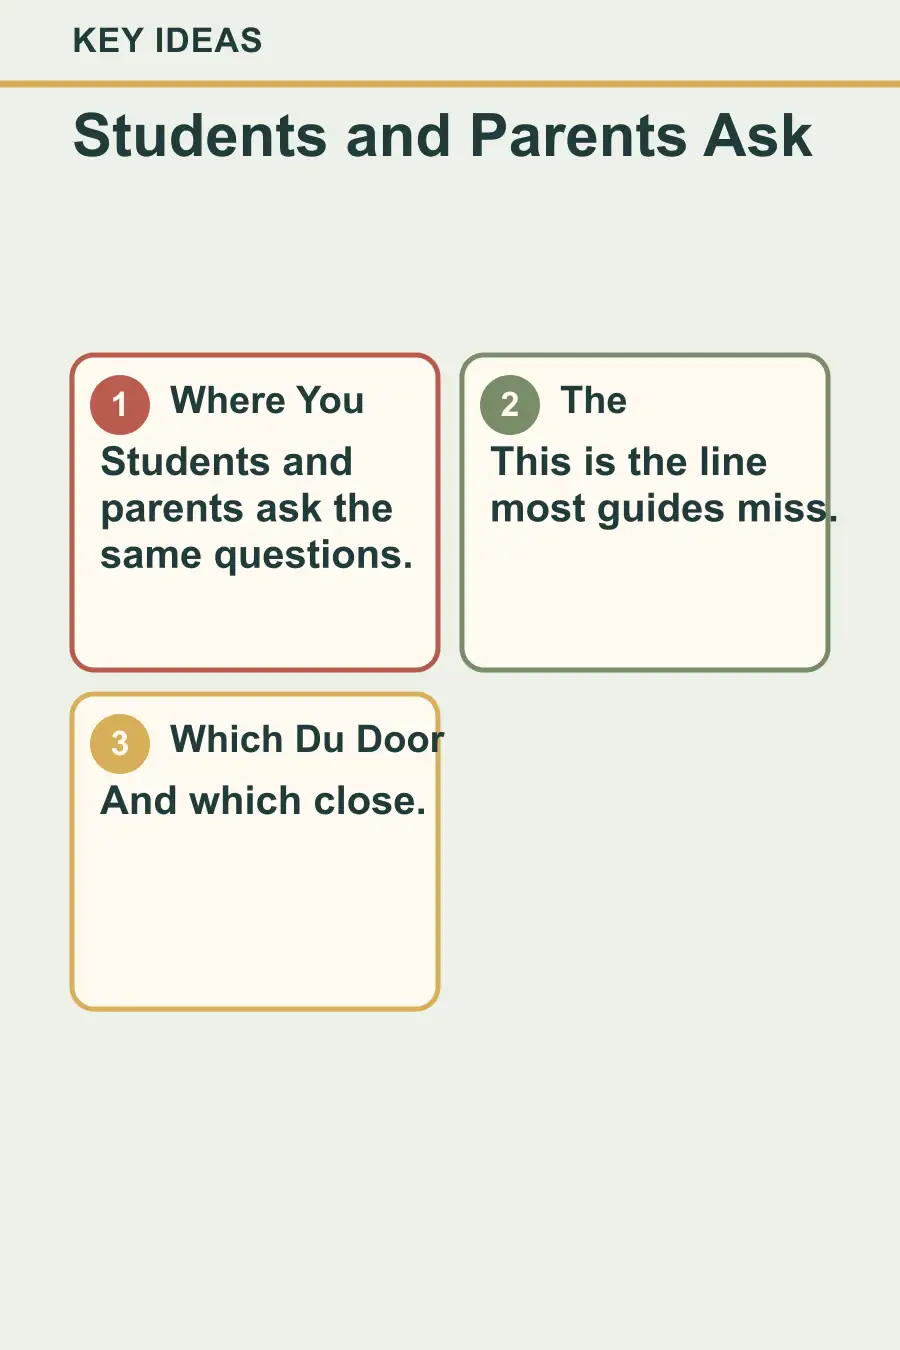 KEY IDEAS
Students and Parents Ask
1 Where You
Students and
parents ask the
same questions.
2 The
This is the line
most guides miss.
3 Which Du Door
And which close.